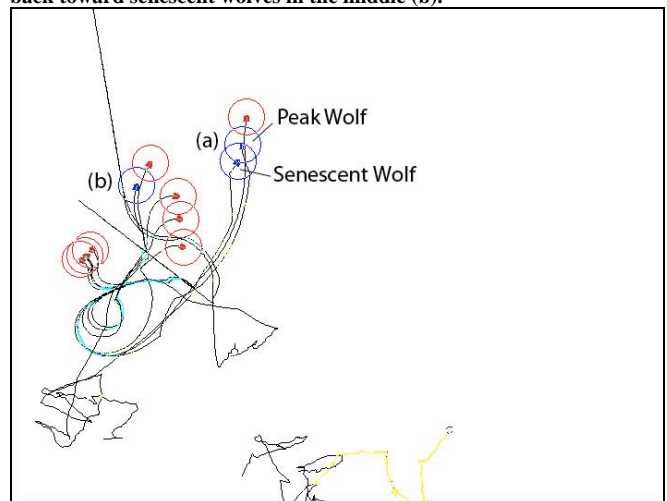 back toward senescent wolves in the middle (b).
Peak Wolf
(a)
Senescent Wolf
(b)